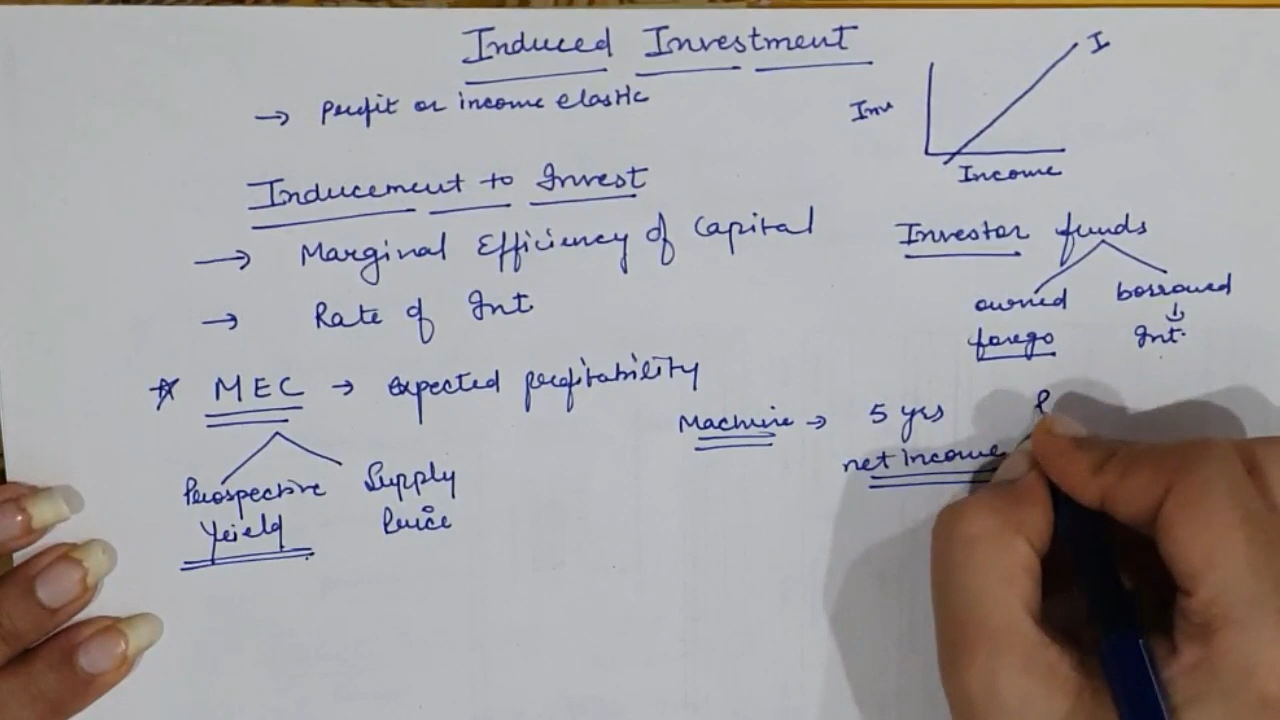 Induced Investment
→ Profit or income elastic
I
Inv
Income
Inducement to Invest
→ Marginal Efficiency of Capital
→ Rate of Int
Investor funds
owned borrowed
forego Int.
☆ MEC → expected profitability
Prospective Supply
Yeild Price
Machine → 5 yrs
net income